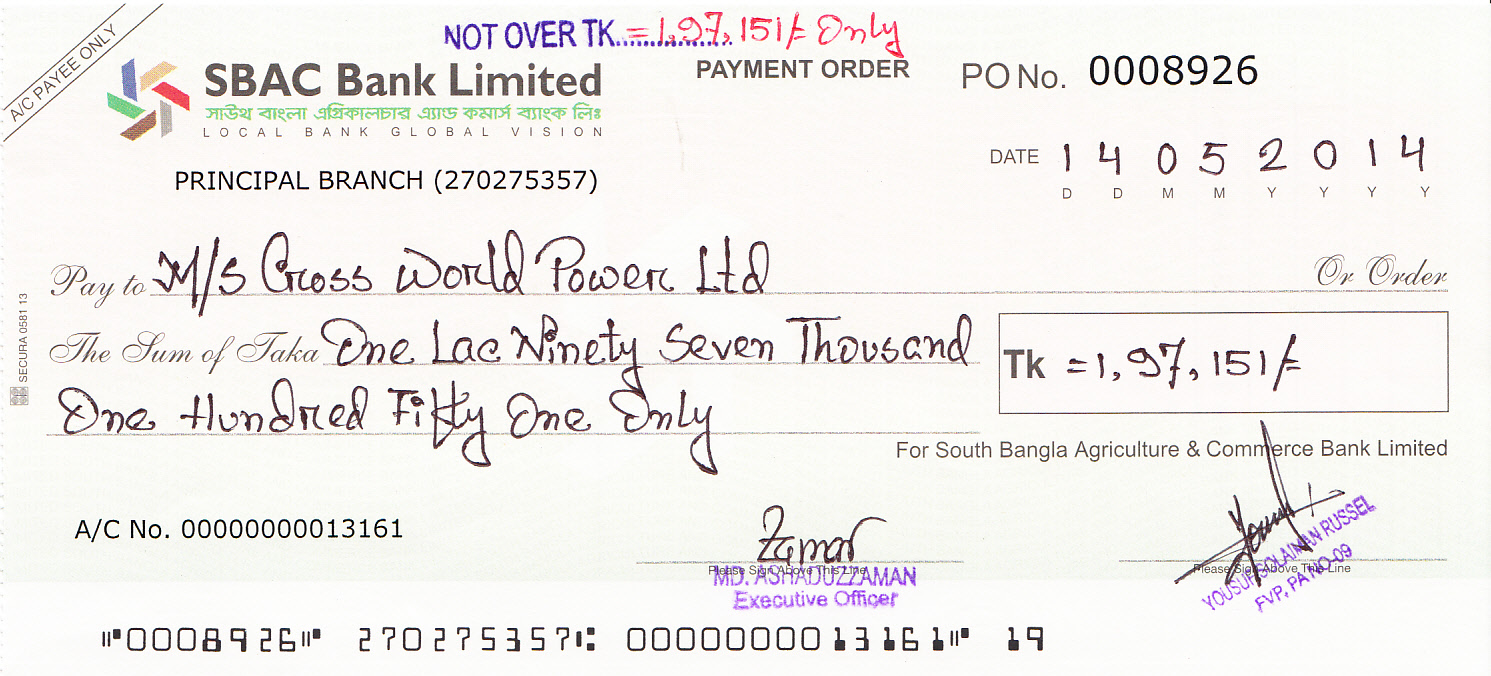 A/C PAYEE ONLY
NOT OVER TK............... =1,97,151/- Only
SBAC Bank Limited
সাউথ বাংলা এগ্রিকালচার এ্যান্ড কমার্স ব্যাংক লিঃ
LOCAL BANK GLOBAL VISION
PAYMENT ORDER
PO No. 0008926
DATE 1 4 0 5 2 0 1 4
D D M M Y Y Y Y
PRINCIPAL BRANCH (270275357)
Pay to M/S Cross World Power Ltd Or Order
The Sum of Taka One Lac Ninety Seven Thousand
One Hundred Fifty One Only
Tk =1,97,151/=
SECURA 0581 13
For South Bangla Agriculture & Commerce Bank Limited
A/C No. 00000000013161
Zaman
Please Sign Above This Line
MD. ASHADUZZAMAN
Executive Officer
Please Sign Above This Line
YOUSUF SOLAIMAN RUSSEL
FVP, PA NO-09
⑈0008926⑈ 270275357⑆ 00000000013161⑈ 19